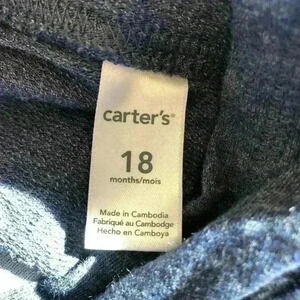 carter's®
18
months/mois
Made in Cambodia
Fabriqué au Cambodge
Hecho en Camboya